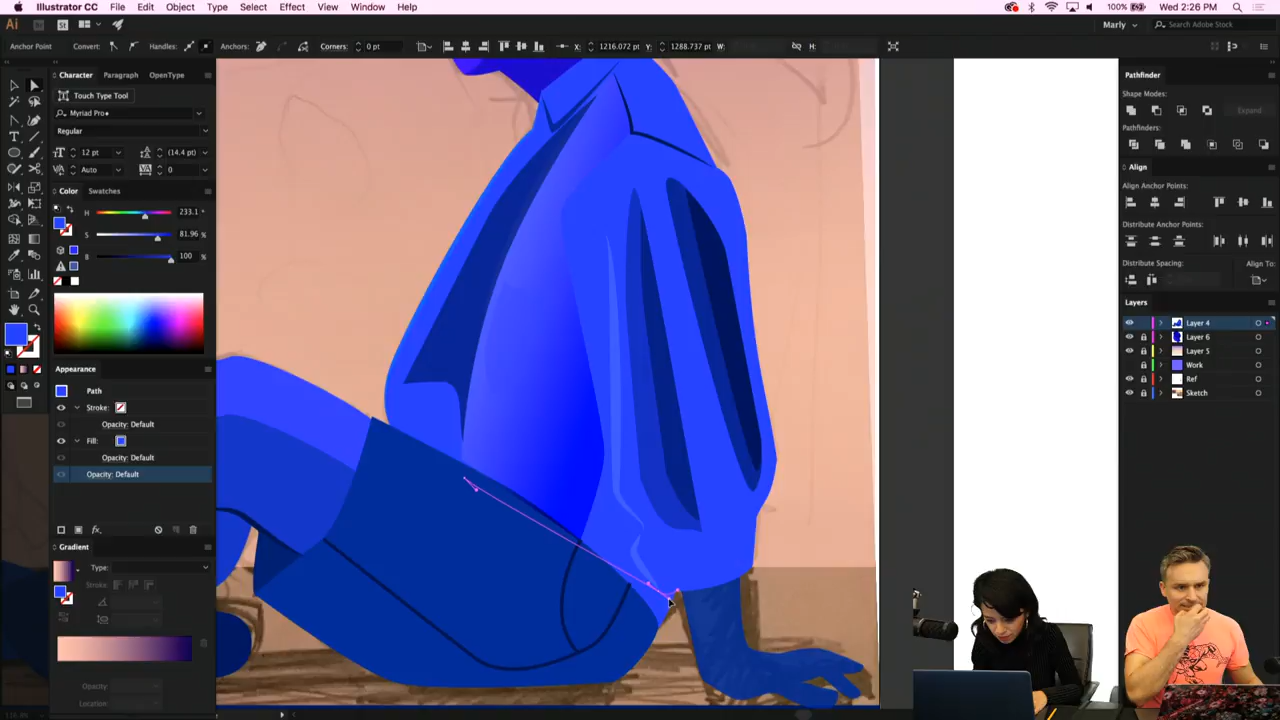 Illustrator CC File Edit Object Type Select Effect View Window Help 100% Wed 2:26 PM
Ai Br St Marly Search Adobe Stock
Anchor Point Convert: Handles: Anchors: Corners: 0 pt X: 1216.072 pt Y: 1288.737 pt W: H:
Character Paragraph OpenType
Touch Type Tool
Myriad Pro
Regular
12 pt (14.4 pt)
Auto 0
Color Swatches
H 233.1 °
S 81.96 %
B 100 %
Appearance
Path
Stroke:
Opacity: Default
Fill:
Opacity: Default
Opacity: Default
fx
Gradient
Type:
Stroke:
Opacity:
Location:
Pathfinder
Shape Modes:
Expand
Pathfinders:
Align
Align Anchor Points:
Distribute Anchor Points:
Distribute Spacing: Align To:
Layers
Layer 4
Layer 6
Layer 5
Work
Ref
Sketch